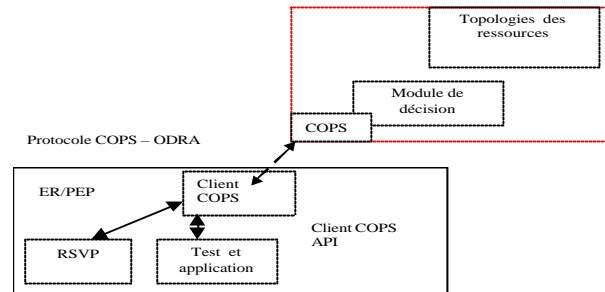 Topologies des
ressources
Module de
décision
COPS
Protocole COPS – ODRA
ER/PEP
Client
COPS
Client COPS
API
RSVP
Test et
application